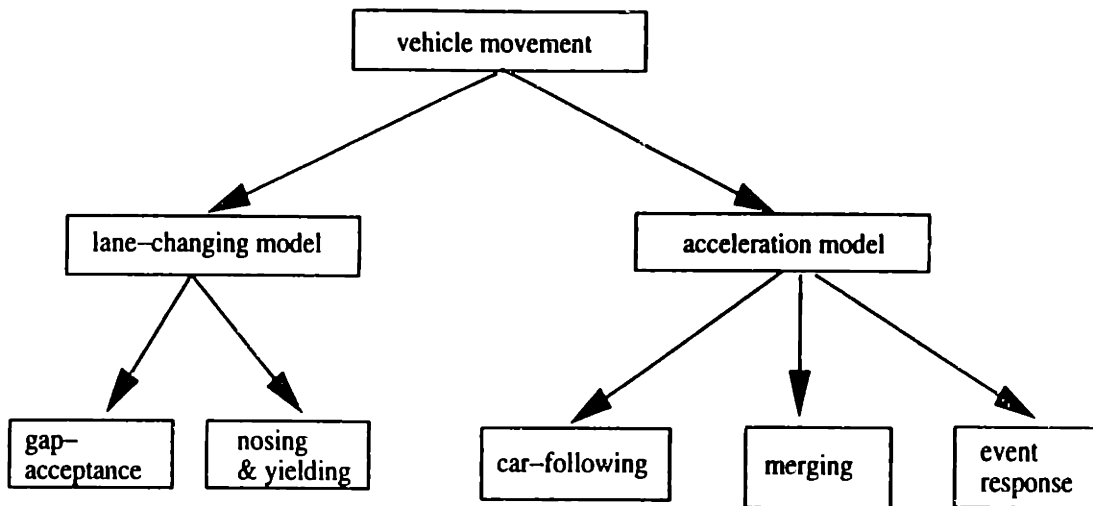 vehicle movement
lane–changing model
acceleration model
gap–
acceptance
nosing
& yielding
car–following
merging
event
response